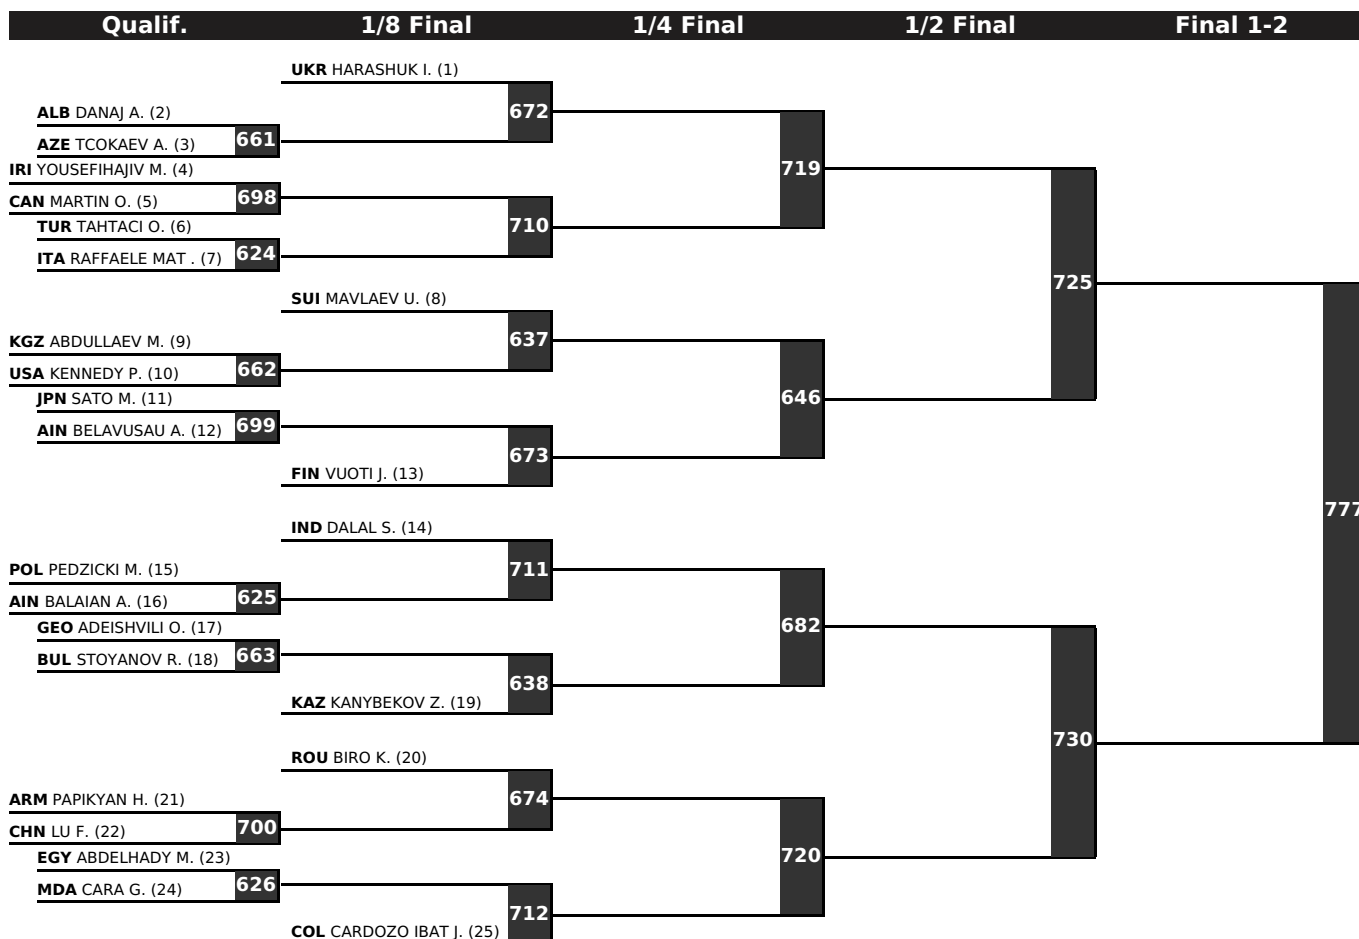 Qualif. 1/8 Final 1/4 Final 1/2 Final Final 1-2
UKR HARASHUK I. (1)
672
ALB DANAJ A. (2)
661
AZE TCOKAEV A. (3)
719
IRI YOUSEFIHAJIV M. (4)
698
CAN MARTIN O. (5)
710
TUR TAHTACI O. (6)
624
ITA RAFFAELE MAT . (7)
725
SUI MAVLAEV U. (8)
637
KGZ ABDULLAEV M. (9)
662
USA KENNEDY P. (10)
646
JPN SATO M. (11)
699
AIN BELAVUSAU A. (12)
673
FIN VUOTI J. (13)
777
IND DALAL S. (14)
711
POL PEDZICKI M. (15)
625
AIN BALAIAN A. (16)
682
GEO ADEISHVILI O. (17)
663
BUL STOYANOV R. (18)
638
KAZ KANYBEKOV Z. (19)
730
ROU BIRO K. (20)
674
ARM PAPIKYAN H. (21)
700
CHN LU F. (22)
720
EGY ABDELHADY M. (23)
626
MDA CARA G. (24)
712
COL CARDOZO IBAT J. (25)